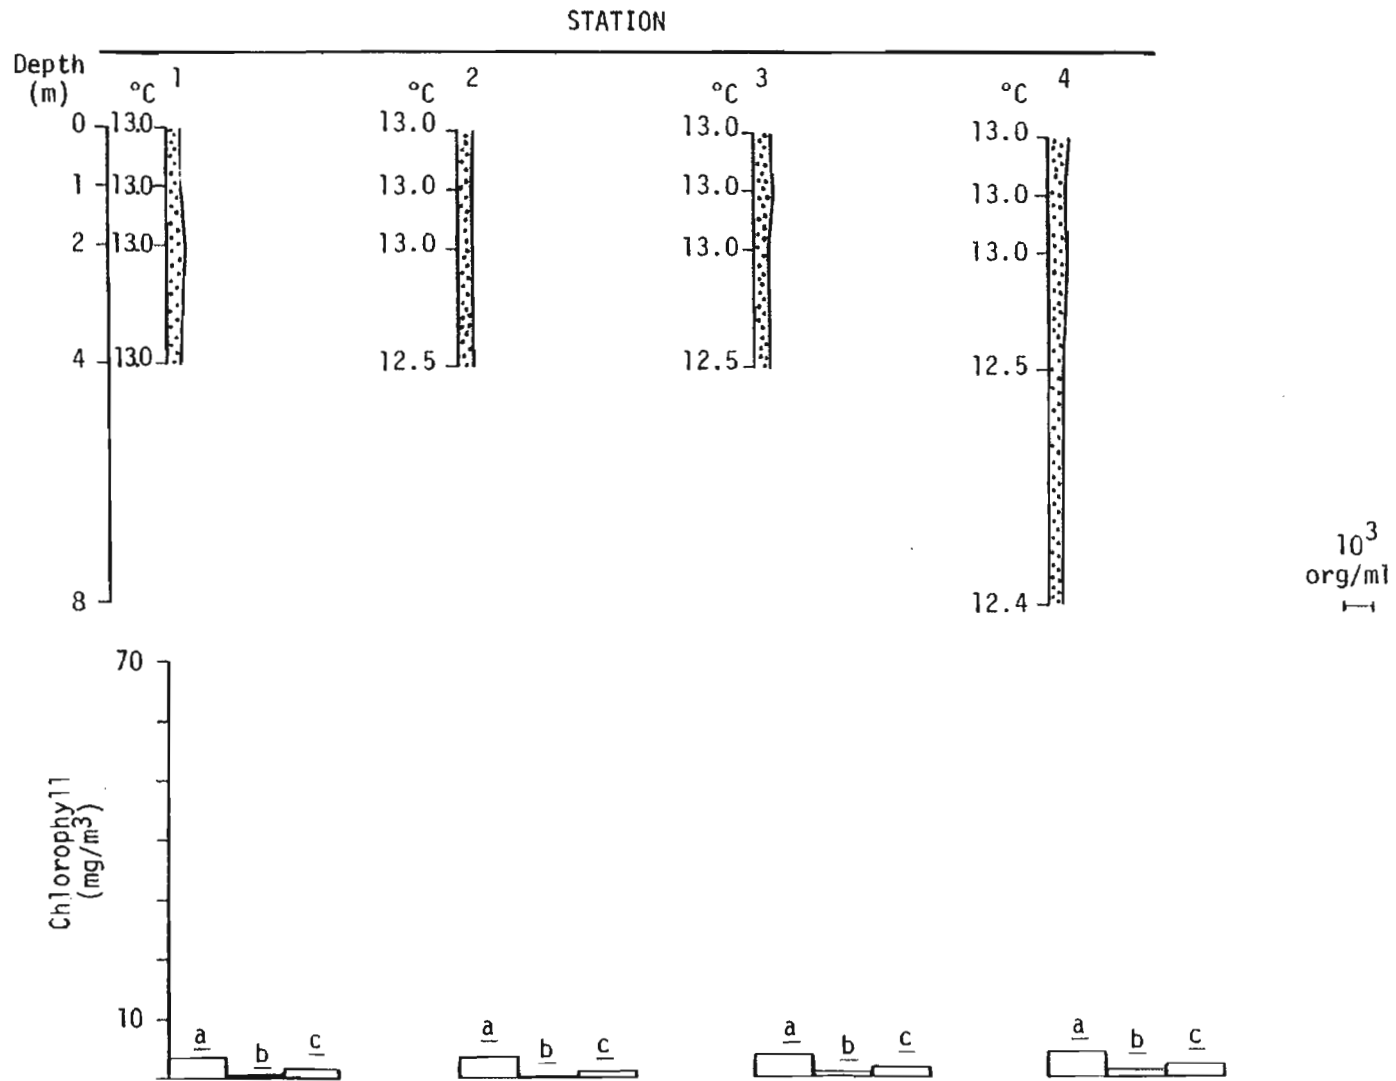 STATION
Depth
(m)
1 2 3 4
°C °C °C °C
0 13.0 13.0 13.0 13.0
1 13.0 13.0 13.0 13.0
2 13.0 13.0 13.0 13.0
4 13.0 12.5 12.5 12.5
10³
org/ml
8 12.4
70
Chlorophyll
(mg/m³)
10
a b c a b c a b c a b c